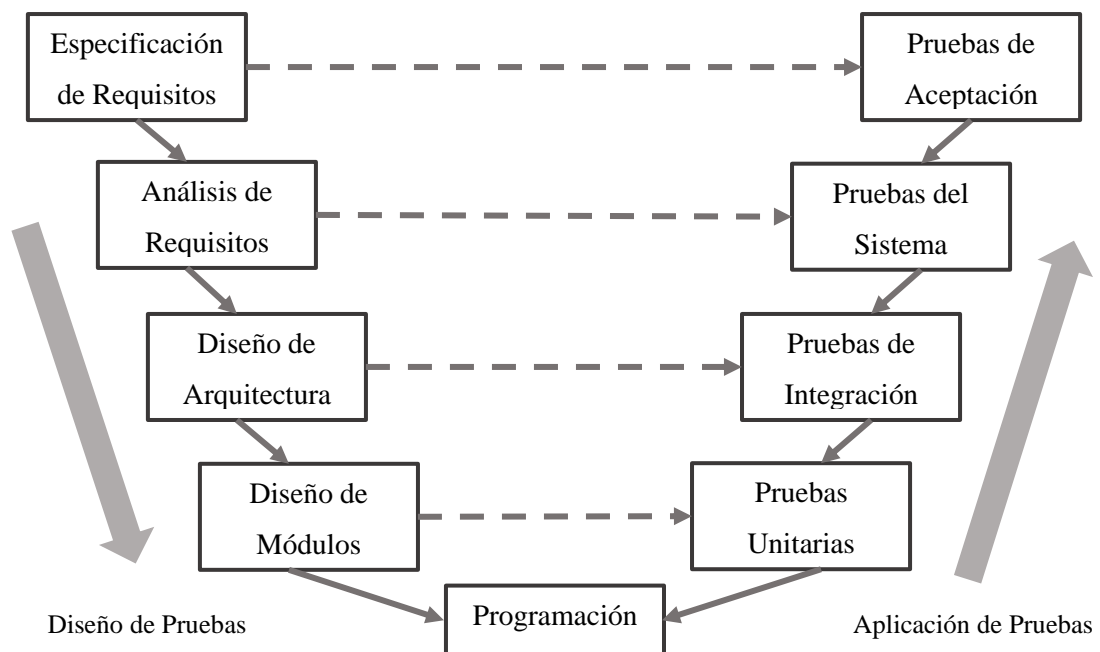 Especificación
de Requisitos
Pruebas de
Aceptación
Análisis de
Requisitos
Pruebas del
Sistema
Diseño de
Arquitectura
Pruebas de
Integración
Diseño de
Módulos
Pruebas
Unitarias
Programación
Diseño de Pruebas
Aplicación de Pruebas